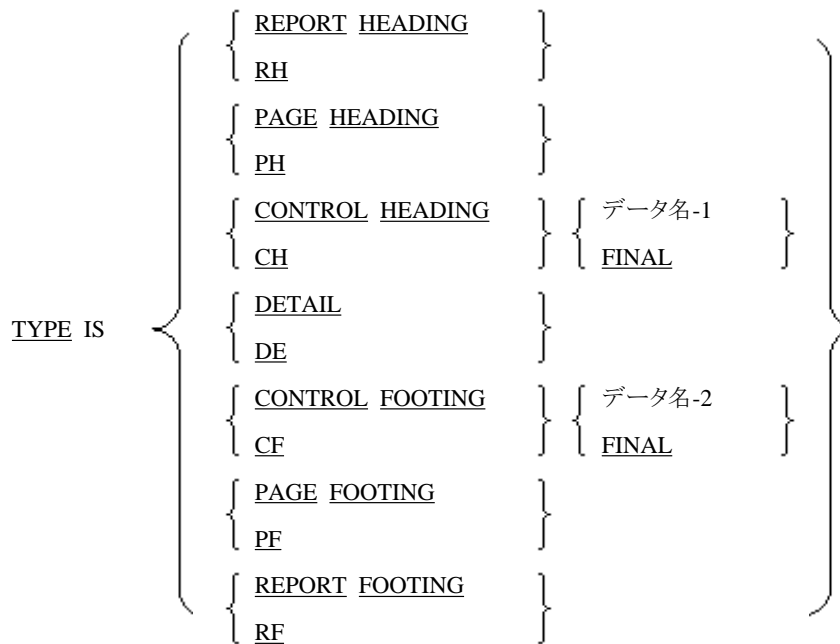 REPORT HEADING
RH
PAGE HEADING
PH
CONTROL HEADING データ名-1
CH FINAL
DETAIL
TYPE IS
DE
CONTROL FOOTING データ名-2
CF FINAL
PAGE FOOTING
PF
REPORT FOOTING
RF